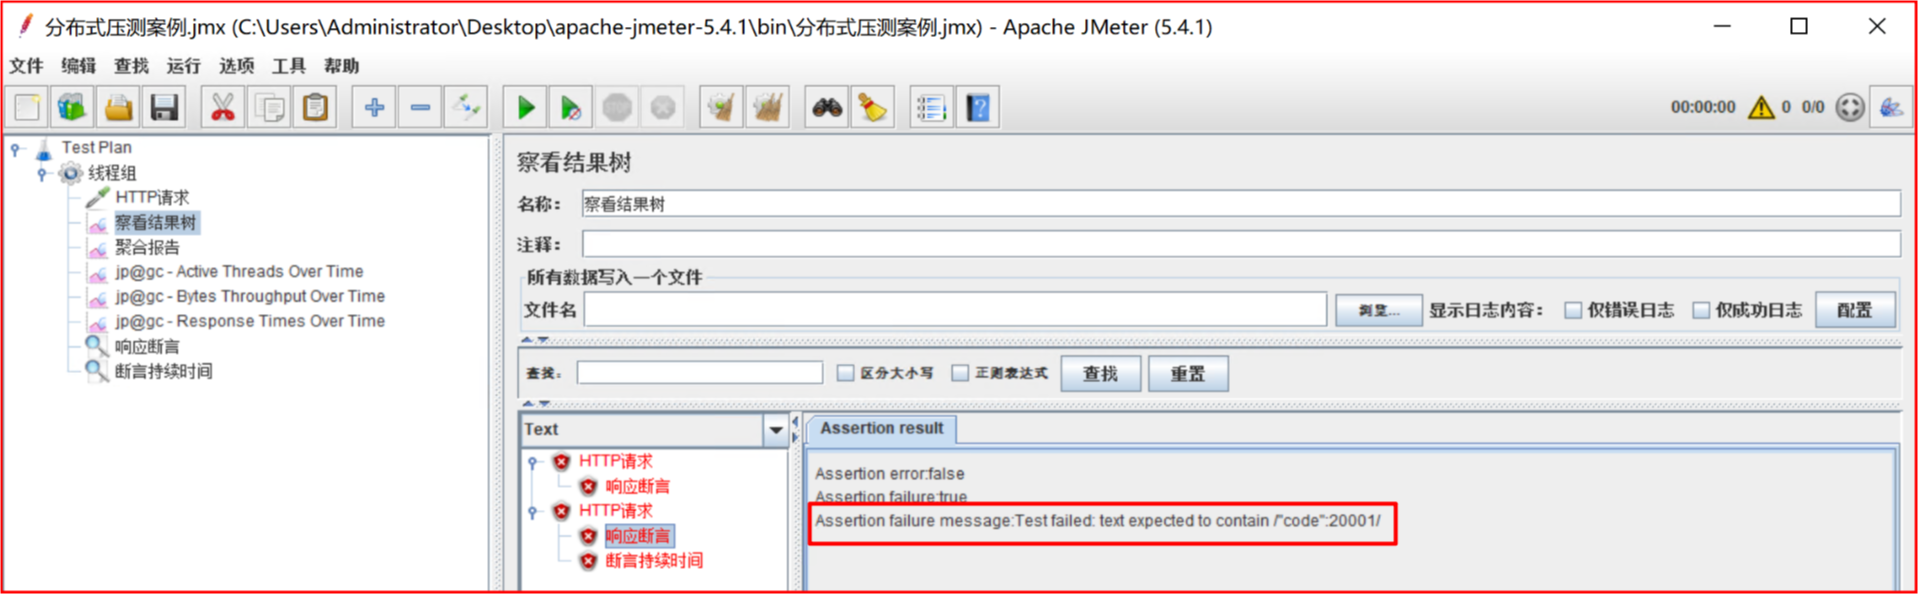 分布式压测案例.jmx (C:\Users\Administrator\Desktop\apache-jmeter-5.4.1\bin\分布式压测案例.jmx) - Apache JMeter (5.4.1)
文件 编辑 查找 运行 选项 工具 帮助
00:00:00 0 0/0
Test Plan
线程组
HTTP请求
察看结果树
聚合报告
jp@gc - Active Threads Over Time
jp@gc - Bytes Throughput Over Time
jp@gc - Response Times Over Time
响应断言
断言持续时间
察看结果树
名称： 察看结果树
注释：
所有数据写入一个文件
文件名 浏览... 显示日志内容： 仅错误日志 仅成功日志 配置
查找: 区分大小写 正则表达式 查找 重置
Text
HTTP请求
响应断言
HTTP请求
响应断言
断言持续时间
Assertion result
Assertion error:false
Assertion failure:true
Assertion failure message:Test failed: text expected to contain /"code":20001/